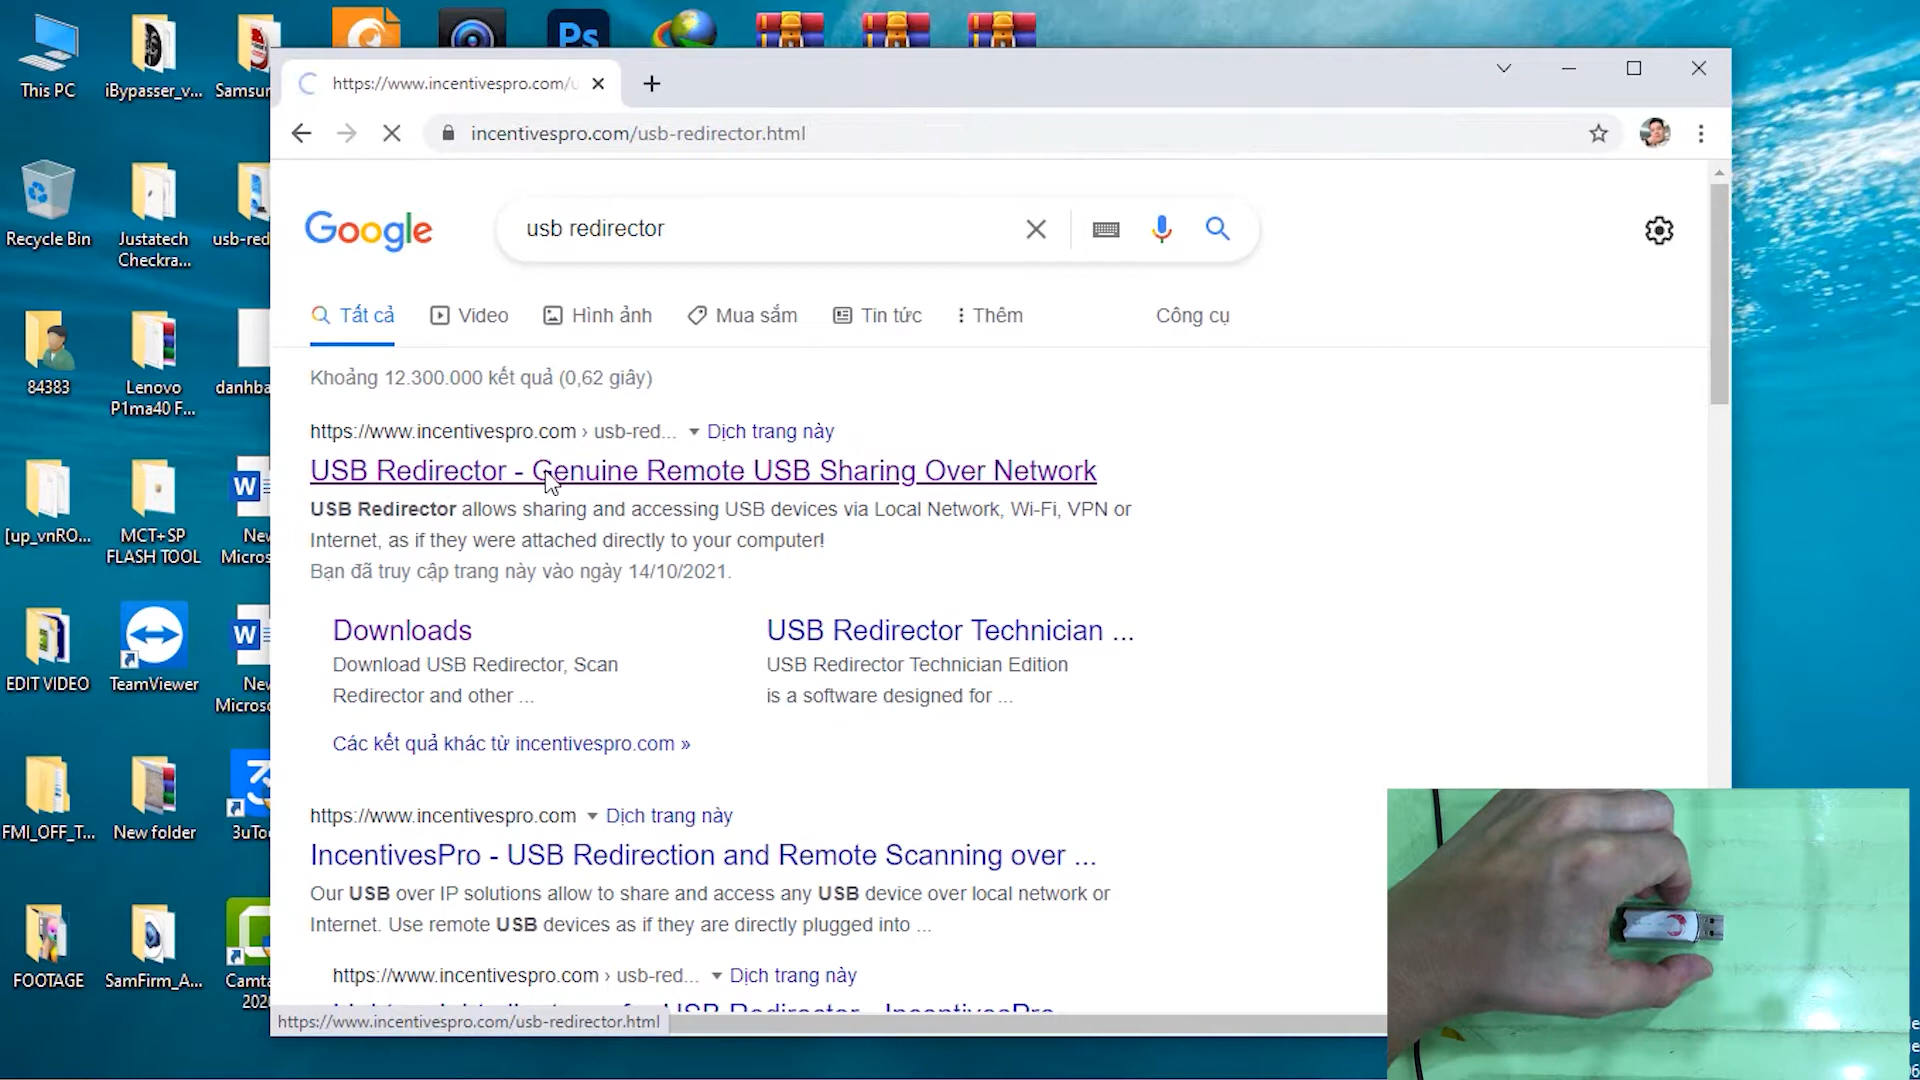 This PC
iBypasser_v...
Samsu
Ps
https://www.incentivespro.com/u
incentivespro.com/usb-redirector.html
Recycle Bin
Justatech
Checkra...
usb-red
Google
usb redirector
Tất cả
Video
Hình ảnh
Mua sắm
Tin tức
Thêm
Công cụ
84383
Lenovo
P1ma40 F...
danhba
Khoảng 12.300.000 kết quả (0,62 giây)
https://www.incentivespro.com › usb-red... Dịch trang này
USB Redirector - Genuine Remote USB Sharing Over Network
USB Redirector allows sharing and accessing USB devices via Local Network, Wi-Fi, VPN or
Internet, as if they were attached directly to your computer!
Bạn đã truy cập trang này vào ngày 14/10/2021.
[up_vnRO...
MCT+SP
FLASH TOOL
W
New
Micros
Downloads
Download USB Redirector, Scan
Redirector and other ...
USB Redirector Technician ...
USB Redirector Technician Edition
is a software designed for ...
Các kết quả khác từ incentivespro.com »
EDIT VIDEO
TeamViewer
W
New
Micros
https://www.incentivespro.com Dịch trang này
IncentivesPro - USB Redirection and Remote Scanning over ...
Our USB over IP solutions allow to share and access any USB device over local network or
Internet. Use remote USB devices as if they are directly plugged into ...
FMI_OFF_T...
New folder
3uTo
https://www.incentivespro.com › usb-red... Dịch trang này
FOOTAGE
SamFirm_A...
Camta
202
https://www.incentivespro.com/usb-redirector.html